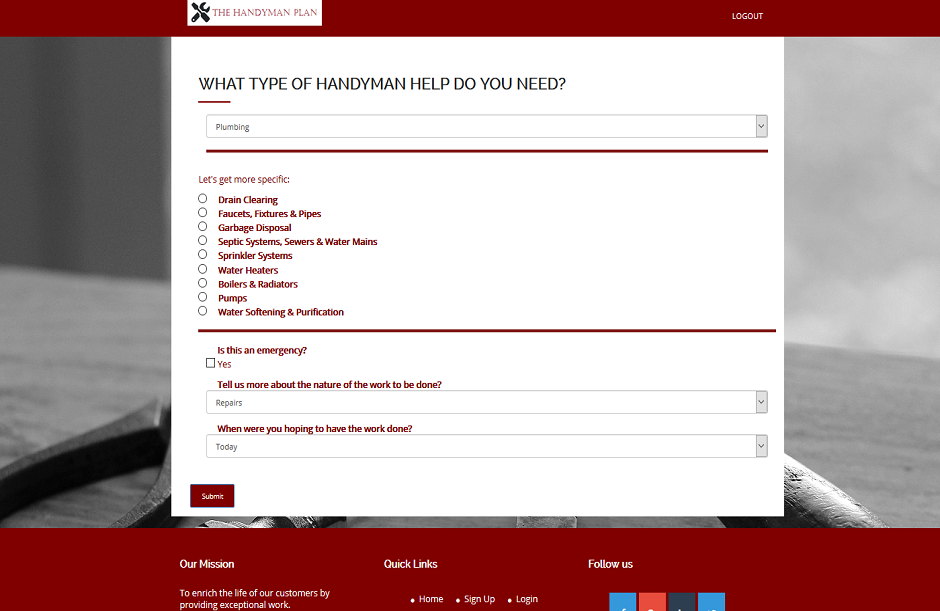 THE HANDYMAN PLAN
LOGOUT
WHAT TYPE OF HANDYMAN HELP DO YOU NEED?
Plumbing
Let's get more specific:
Drain Clearing
Faucets, Fixtures & Pipes
Garbage Disposal
Septic Systems, Sewers & Water Mains
Sprinkler Systems
Water Heaters
Boilers & Radiators
Pumps
Water Softening & Purification
Is this an emergency?
Yes
Tell us more about the nature of the work to be done?
Repairs
When were you hoping to have the work done?
Today
Submit
Our Mission
To enrich the life of our customers by
providing exceptional work.
Quick Links
Home
Sign Up
Login
Follow us